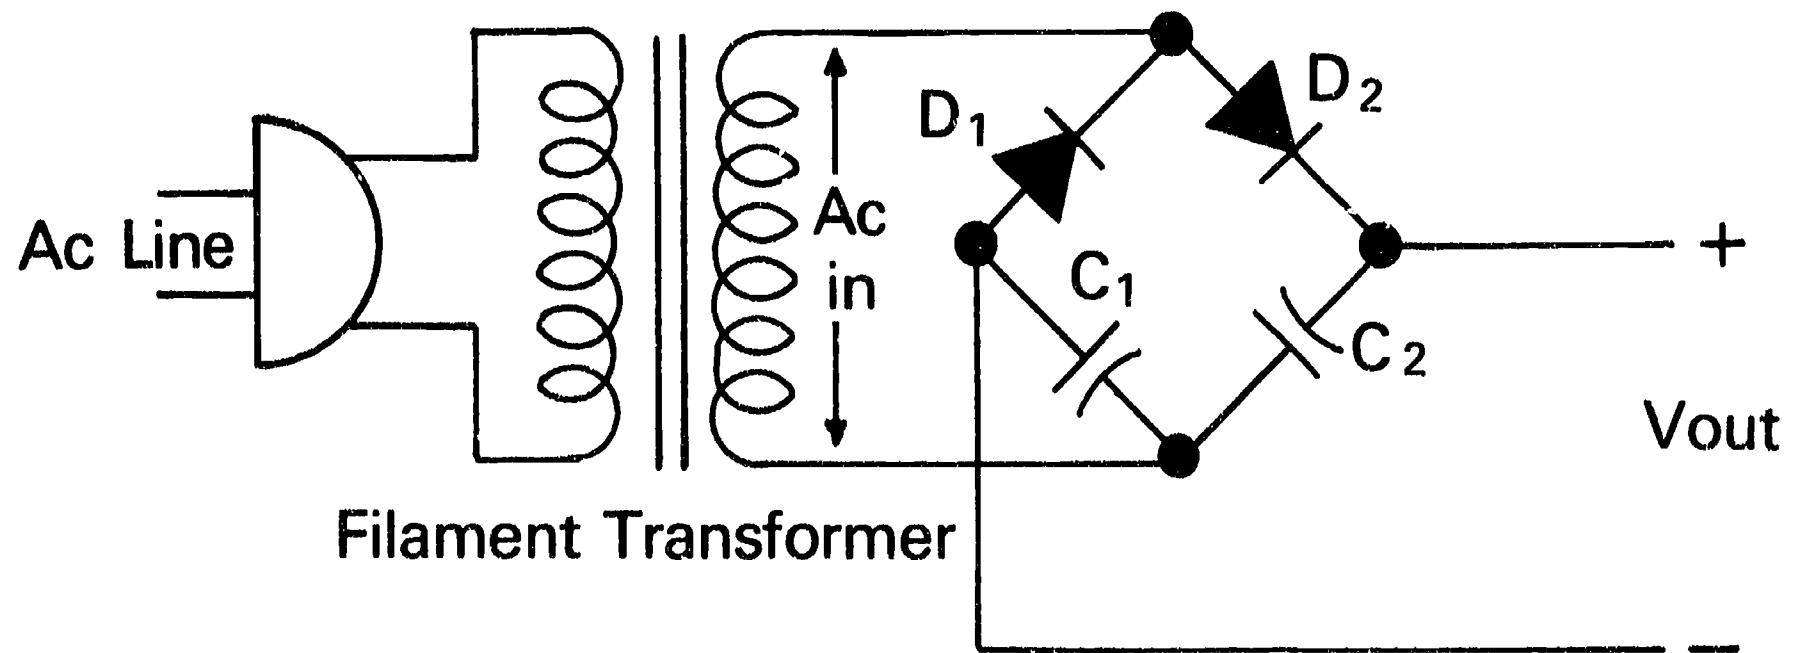 D2
D1
Ac Line
Ac
in
C1
+
C2
Vout
Filament Transformer
−